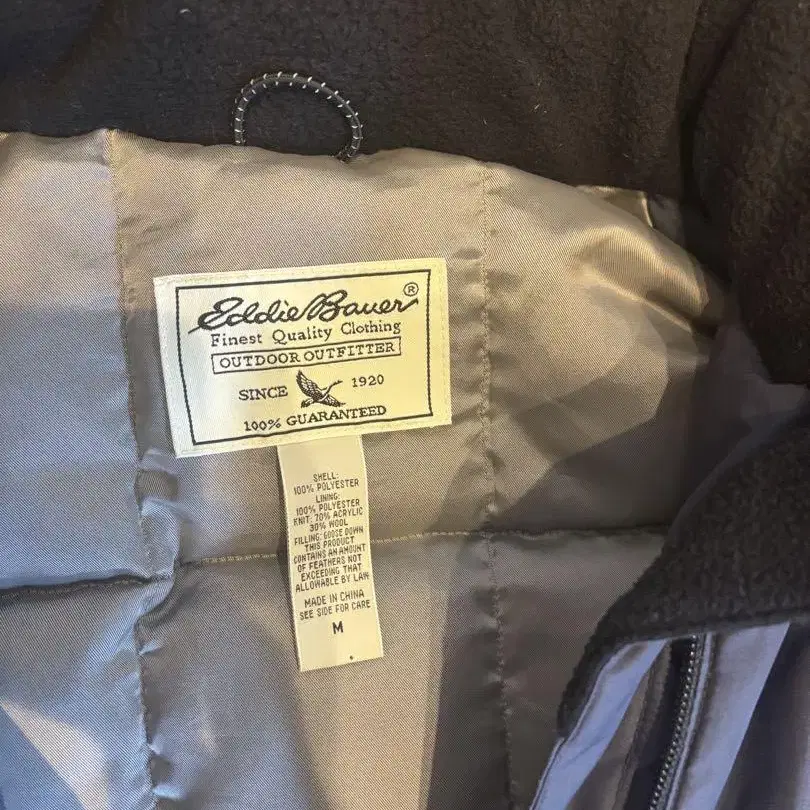 Eddie Bauer®
Finest Quality Clothing
OUTDOOR OUTFITTER
SINCE 1920
100% GUARANTEED
SHELL:
100% POLYESTER
LINING:
100% POLYESTER
KNIT: 70% ACRYLIC
30% WOOL
FILLING: GOOSE DOWN
THIS PRODUCT
CONTAINS AN AMOUNT
OF FEATHERS NOT
EXCEEDING THAT
ALLOWABLE BY LAW
MADE IN CHINA
SEE SIDE FOR CARE
M